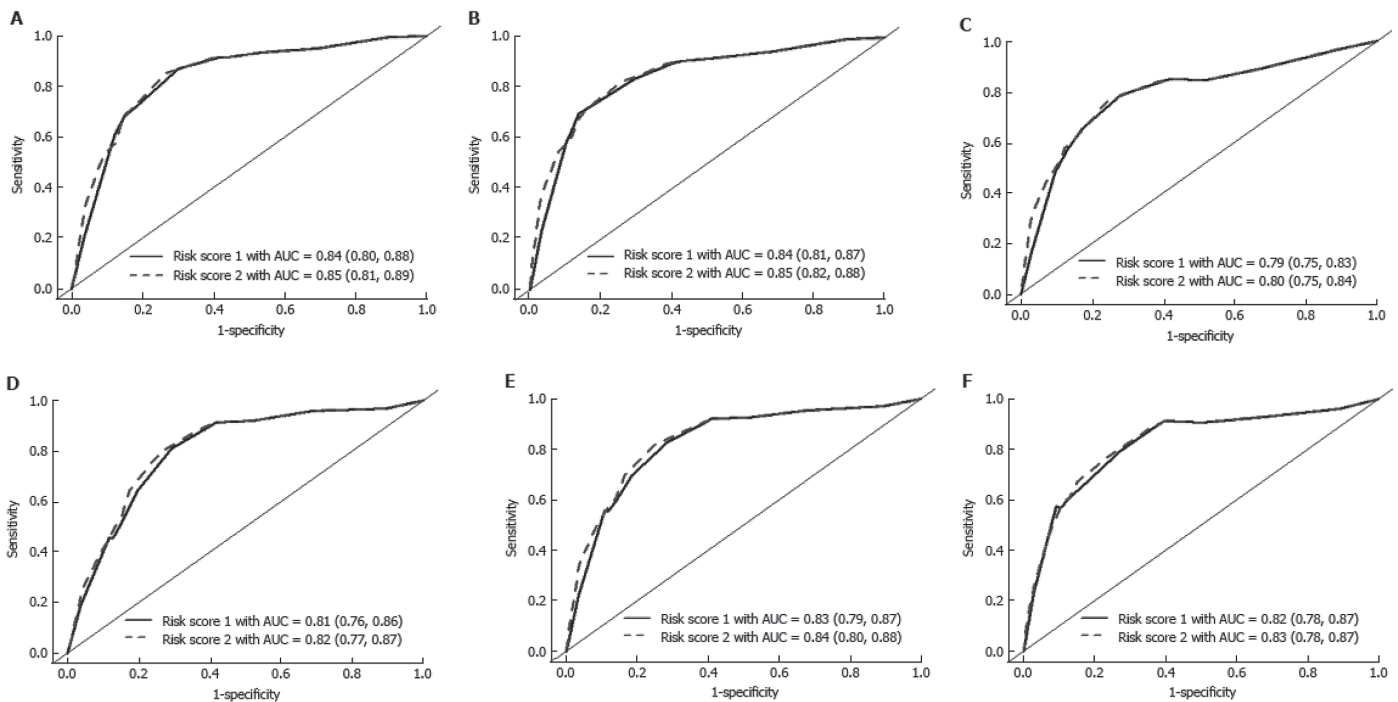 A
1.0
0.8
0.6
0.4
0.2
0.0
Sensitivity
Risk score 1 with AUC = 0.84 (0.80, 0.88)
Risk score 2 with AUC = 0.85 (0.81, 0.89)
0.0 0.2 0.4 0.6 0.8 1.0
1-specificity
B
1.0
0.8
0.6
0.4
0.2
0.0
Sensitivity
Risk score 1 with AUC = 0.84 (0.81, 0.87)
Risk score 2 with AUC = 0.85 (0.82, 0.88)
0.0 0.2 0.4 0.6 0.8 1.0
1-specificity
C
1.0
0.8
0.6
0.4
0.2
0.0
Sensitivity
Risk score 1 with AUC = 0.79 (0.75, 0.83)
Risk score 2 with AUC = 0.80 (0.75, 0.84)
0.0 0.2 0.4 0.6 0.8 1.0
1-specificity
D
1.0
0.8
0.6
0.4
0.2
0.0
Sensitivity
Risk score 1 with AUC = 0.81 (0.76, 0.86)
Risk score 2 with AUC = 0.82 (0.77, 0.87)
0.0 0.2 0.4 0.6 0.8 1.0
1-specificity
E
1.0
0.8
0.6
0.4
0.2
0.0
Sensitivity
Risk score 1 with AUC = 0.83 (0.79, 0.87)
Risk score 2 with AUC = 0.84 (0.80, 0.88)
0.0 0.2 0.4 0.6 0.8 1.0
1-specificity
F
1.0
0.8
0.6
0.4
0.2
0.0
Sensitivity
Risk score 1 with AUC = 0.82 (0.78, 0.87)
Risk score 2 with AUC = 0.83 (0.78, 0.87)
0.0 0.2 0.4 0.6 0.8 1.0
1-specificity